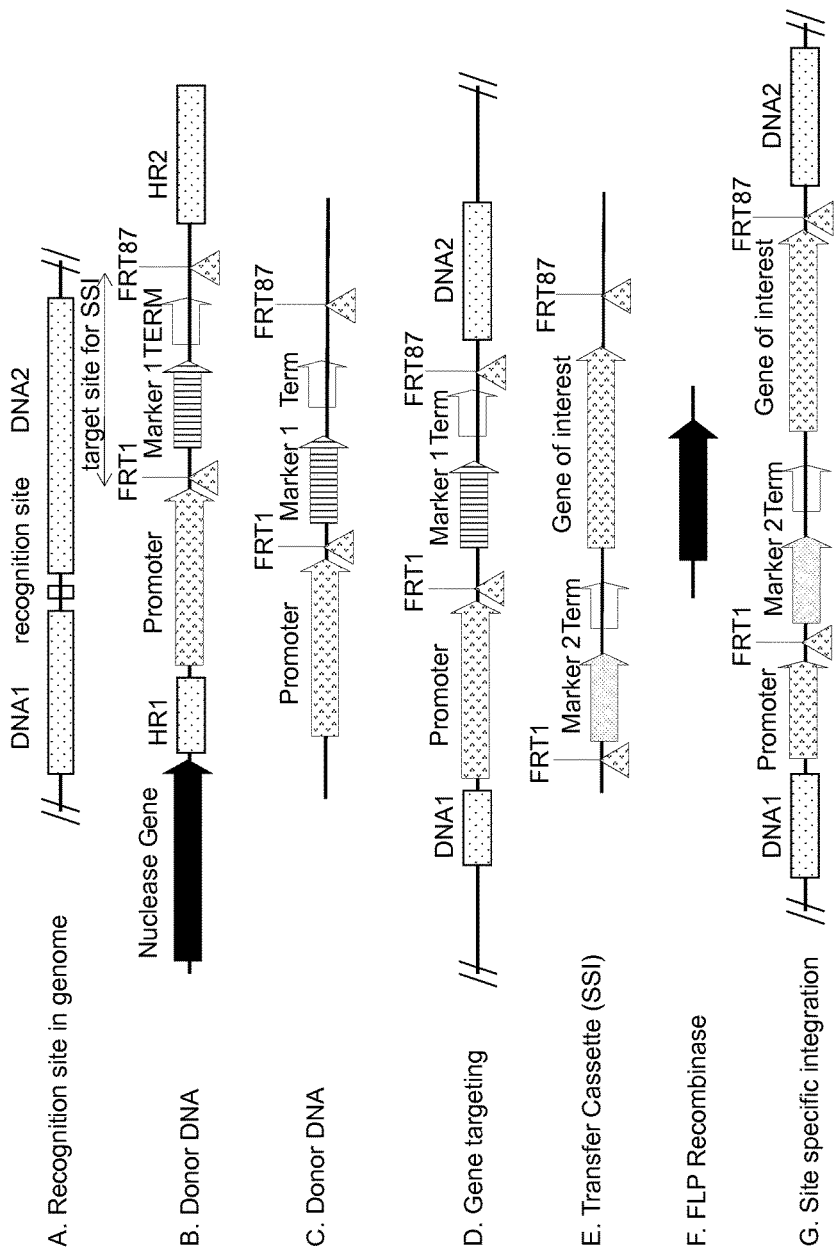 A. Recognition site in genome
DNA1
recognition site
DNA2
B. Donor DNA
Nuclease Gene
HR1
Promoter
FRT1
target site for SSI
Marker 1 TERM
FRT87
HR2
C. Donor DNA
Promoter
FRT1
Marker 1
Term
FRT87
D. Gene targeting
DNA1
Promoter
FRT1
Marker 1 Term
FRT87
DNA2
E. Transfer Cassette (SSI)
FRT1
Marker 2 Term
Gene of interest
FRT87
F. FLP Recombinase
G. Site specific integration
DNA1
Promoter
FRT1
Marker 2 Term
Gene of interest
FRT87
DNA2